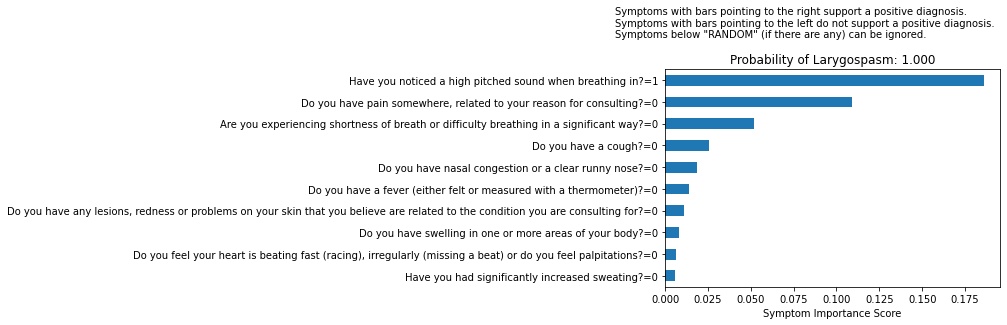 Symptoms with bars pointing to the right support a positive diagnosis.
Symptoms with bars pointing to the left do not support a positive diagnosis.
Symptoms below "RANDOM" (if there are any) can be ignored.
Probability of Larygospasm: 1.000
Have you noticed a high pitched sound when breathing in?=1
Do you have pain somewhere, related to your reason for consulting?=0
Are you experiencing shortness of breath or difficulty breathing in a significant way?=0
Do you have a cough?=0
Do you have nasal congestion or a clear runny nose?=0
Do you have a fever (either felt or measured with a thermometer)?=0
Do you have any lesions, redness or problems on your skin that you believe are related to the condition you are consulting for?=0
Do you have swelling in one or more areas of your body?=0
Do you feel your heart is beating fast (racing), irregularly (missing a beat) or do you feel palpitations?=0
Have you had significantly increased sweating?=0
0.000 0.025 0.050 0.075 0.100 0.125 0.150 0.175
Symptom Importance Score